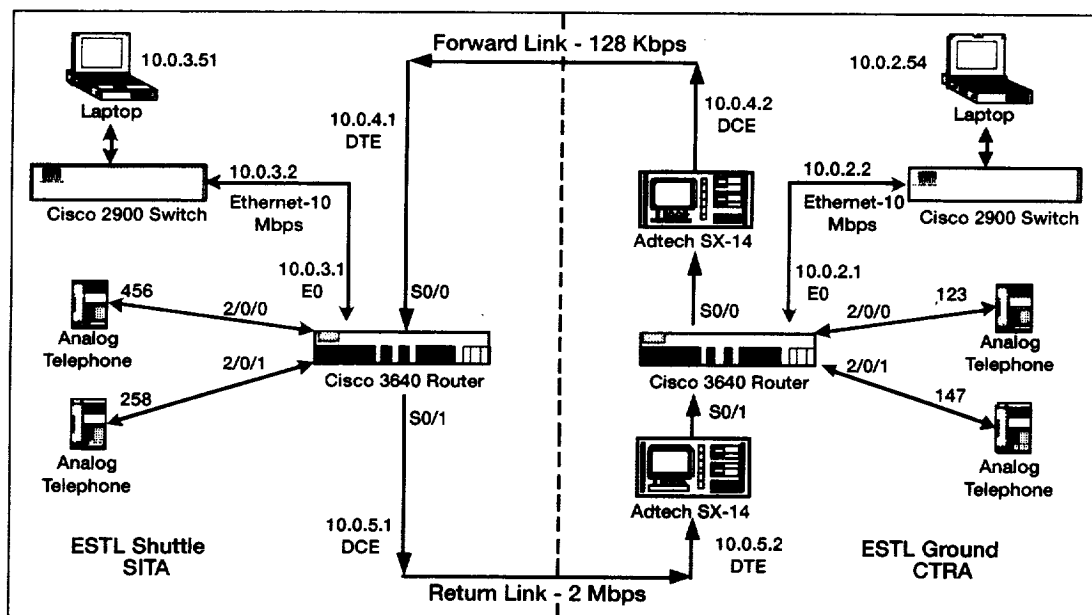 Forward Link - 128 Kbps
10.0.3.51
Laptop
10.0.4.1
DTE
10.0.3.2
Ethernet-10
Mbps
Cisco 2900 Switch
10.0.3.1
E0
S0/0
456
2/0/0
Analog
Telephone
2/0/1
Cisco 3640 Router
258
S0/1
Analog
Telephone
10.0.5.1
DCE
ESTL Shuttle
SITA
10.0.4.2
DCE
10.0.2.54
Laptop
10.0.2.2
Ethernet-10
Mbps
Cisco 2900 Switch
Adtech SX-14
10.0.2.1
E0
S0/0
2/0/0
123
Analog
Telephone
Cisco 3640 Router
2/0/1
147
S0/1
Analog
Telephone
Adtech SX-14
10.0.5.2
DTE
ESTL Ground
CTRA
Return Link - 2 Mbps